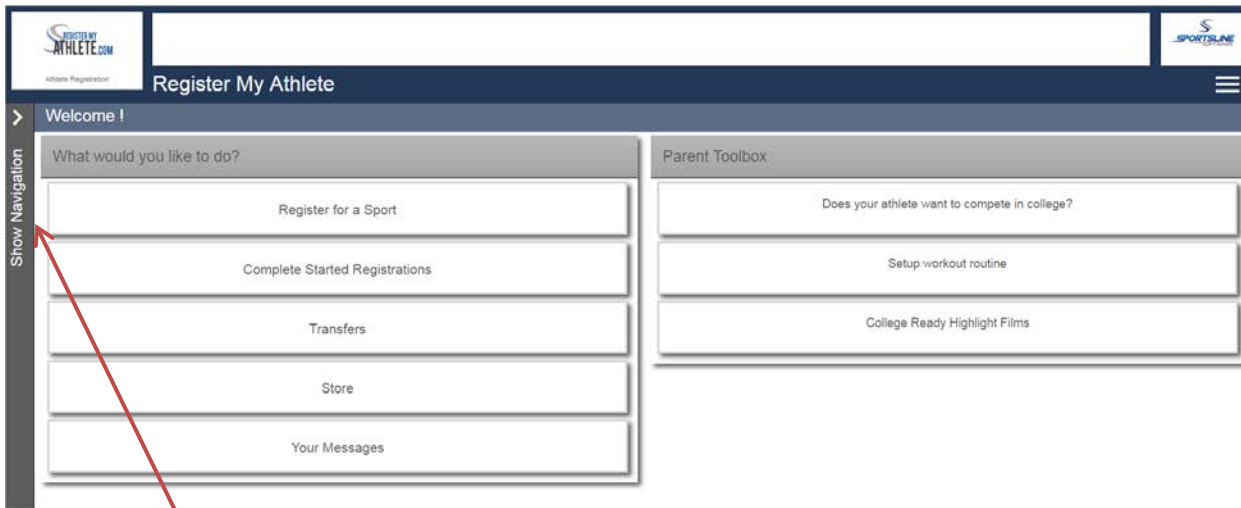 REGISTER MY
ATHLETE.COM
Athlete Registration
S
SPORTSLINE
SOFTWARE
Register My Athlete
Welcome !
Show Navigation
What would you like to do?
Register for a Sport
Complete Started Registrations
Transfers
Store
Your Messages
Parent Toolbox
Does your athlete want to compete in college?
Setup workout routine
College Ready Highlight Films